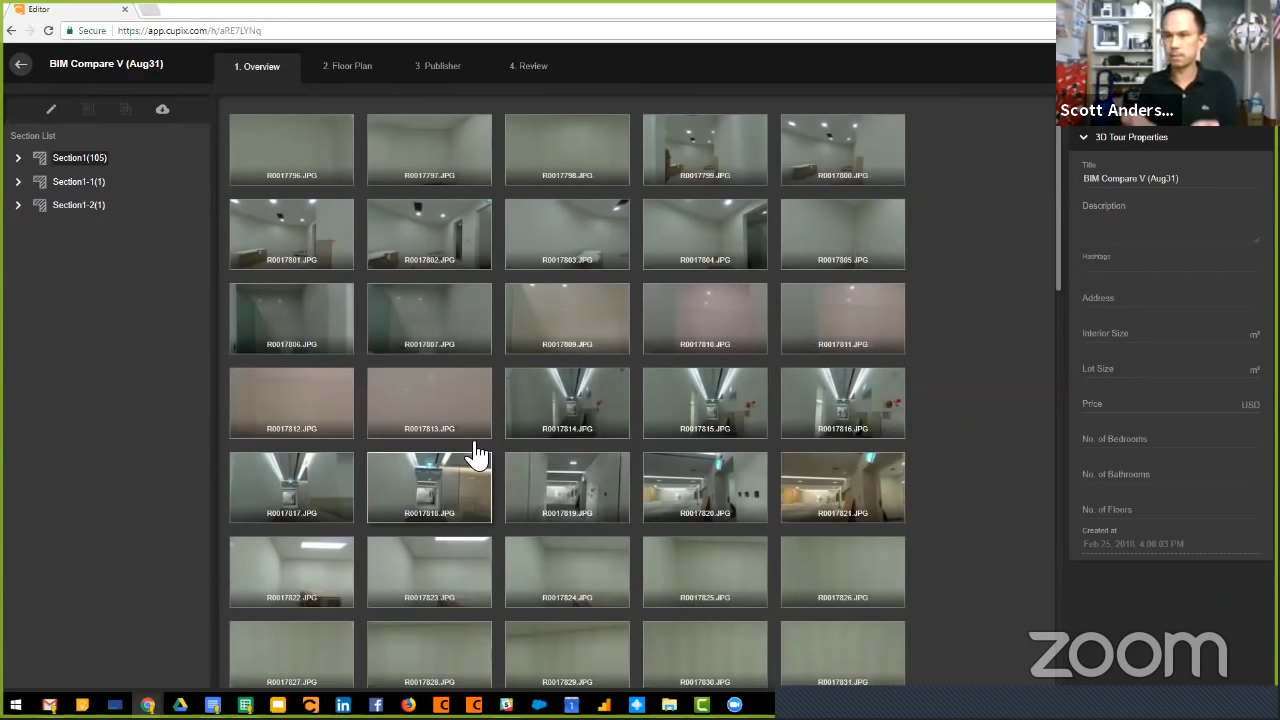 Editor
Secure
https://app.cupix.com/h/aRE7LYNq
BIM Compare V (Aug31)
1. Overview
2. Floor Plan
3. Publisher
4. Review
Scott Anders...
Section List
Section1(105)
Section1-1(1)
Section1-2(1)
R0017796.JPG
R0017797.JPG
R0017798.JPG
R0017799.JPG
R0017800.JPG
R0017801.JPG
R0017802.JPG
R0017803.JPG
R0017804.JPG
R0017805.JPG
R0017806.JPG
R0017807.JPG
R0017809.JPG
R0017810.JPG
R0017811.JPG
R0017812.JPG
R0017813.JPG
R0017814.JPG
R0017815.JPG
R0017816.JPG
R0017817.JPG
R0017818.JPG
R0017819.JPG
R0017820.JPG
R0017821.JPG
R0017822.JPG
R0017823.JPG
R0017824.JPG
R0017825.JPG
R0017826.JPG
R0017827.JPG
R0017828.JPG
R0017829.JPG
R0017830.JPG
R0017831.JPG
3D Tour Properties
Title
BIM Compare V (Aug31)
Description
Hashtags
Address
Interior Size
m²
Lot Size
m²
Price
USD
No. of Bedrooms
No. of Bathrooms
No. of Floors
Created at
Feb 25, 2018, 4:00:03 PM
zoom